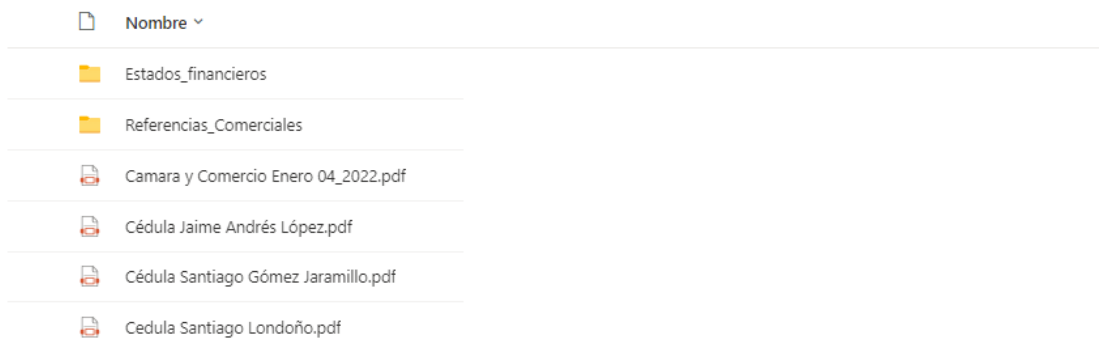 Nombre
Estados_financieros
Referencias_Comerciales
Camara y Comercio Enero 04_2022.pdf
Cédula Jaime Andrés López.pdf
Cédula Santiago Gómez Jaramillo.pdf
Cedula Santiago Londoño.pdf